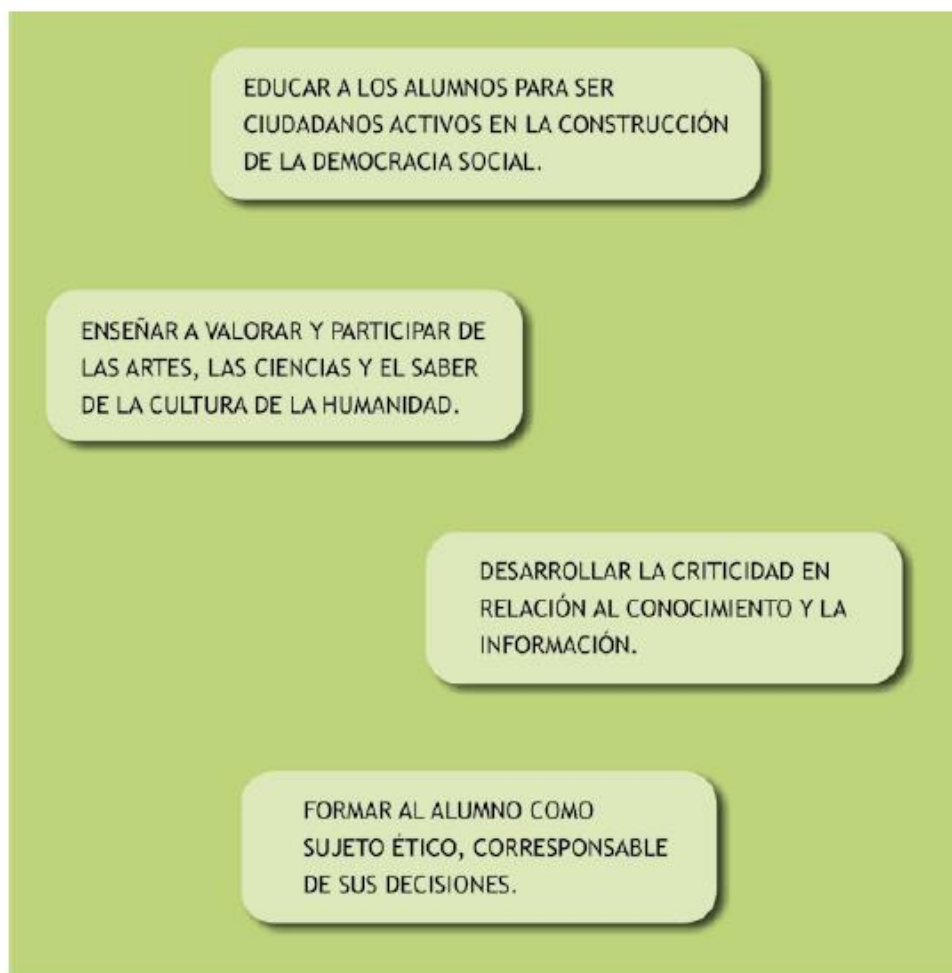 EDUCAR A LOS ALUMNOS PARA SER
CIUDADANOS ACTIVOS EN LA CONSTRUCCIÓN
DE LA DEMOCRACIA SOCIAL.
ENSEÑAR A VALORAR Y PARTICIPAR DE
LAS ARTES, LAS CIENCIAS Y EL SABER
DE LA CULTURA DE LA HUMANIDAD.
DESARROLLAR LA CRITICIDAD EN
RELACIÓN AL CONOCIMIENTO Y LA
INFORMACIÓN.
FORMAR AL ALUMNO COMO
SUJETO ÉTICO, CORRESPONSABLE
DE SUS DECISIONES.